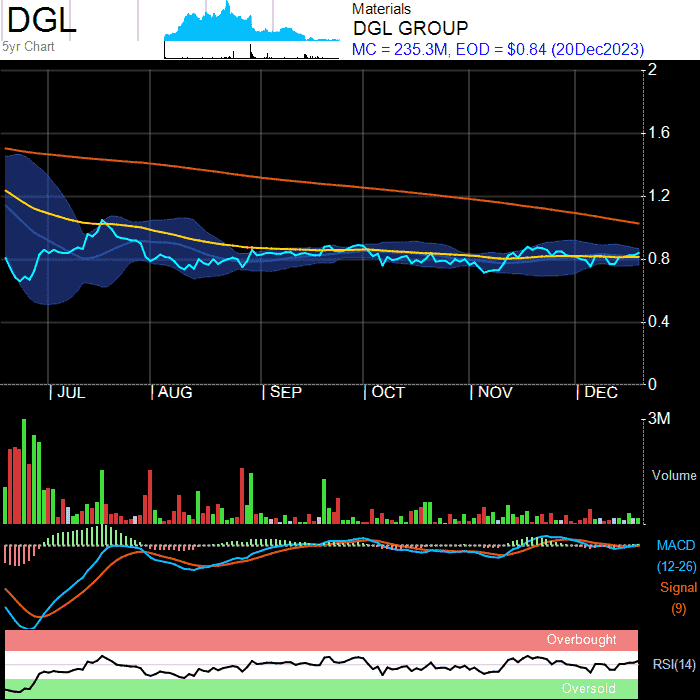 DGL
5yr Chart
Materials
DGL GROUP
MC = 235.3M, EOD = $0.84 (20Dec2023)
2
1.6
1.2
0.8
0.4
0
| JUL | AUG | SEP | OCT | NOV | DEC
3M
Volume
MACD
(12-26)
Signal
(9)
Overbought
RSI(14)
Oversold